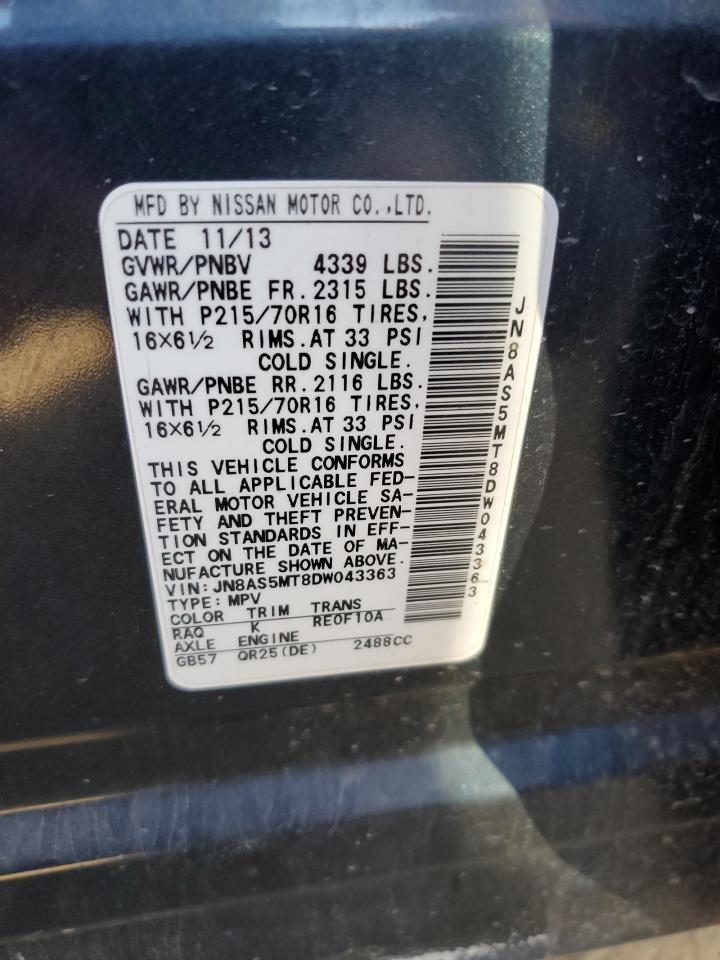 MFD BY NISSAN MOTOR CO.,LTD.
DATE 11/13
GVWR/PNBV 4339 LBS.
GAWR/PNBE FR. 2315 LBS.
WITH P215/70R16 TIRES,
16×6½ RIMS.AT 33 PSI
COLD SINGLE.
GAWR/PNBE RR. 2116 LBS.
WITH P215/70R16 TIRES,
16×6½ RIMS.AT 33 PSI
COLD SINGLE.
THIS VEHICLE CONFORMS
TO ALL APPLICABLE FED-
ERAL MOTOR VEHICLE SA-
FETY AND THEFT PREVEN-
TION STANDARDS IN EFF-
ECT ON THE DATE OF MA-
NUFACTURE SHOWN ABOVE.
VIN: JN8AS5MT8DW043363
TYPE: MPV
COLOR TRIM TRANS
RAQ K RE0F10A
AXLE ENGINE
GB57 QR25(DE) 2488CC
JN8AS5MT8DW043363